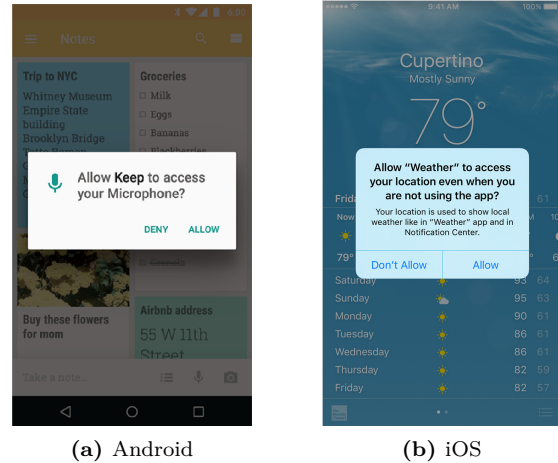 6:00
Notes
Trip to NYC
Whitney Museum
Empire State
building
Brooklyn Bridge
Groceries
Milk
Eggs
Bananas
Blackberries
Allow Keep to access
your Microphone?
DENY ALLOW
Buy these flowers
for mom
Airbnb address
55 W 11th
Street
Take a note...
(a) Android
9:41 AM
100%
Cupertino
Mostly Sunny
79°
Allow “Weather” to access
your location even when you
are not using the app?
Your location is used to show local
weather like in “Weather” app and in
Notification Center.
Don’t Allow Allow
61
Now
79°
Saturday 93 64
Sunday 95 63
Monday 90 61
Tuesday 86 61
Wednesday 86 61
Thursday 82 59
Friday 82 57
(b) iOS